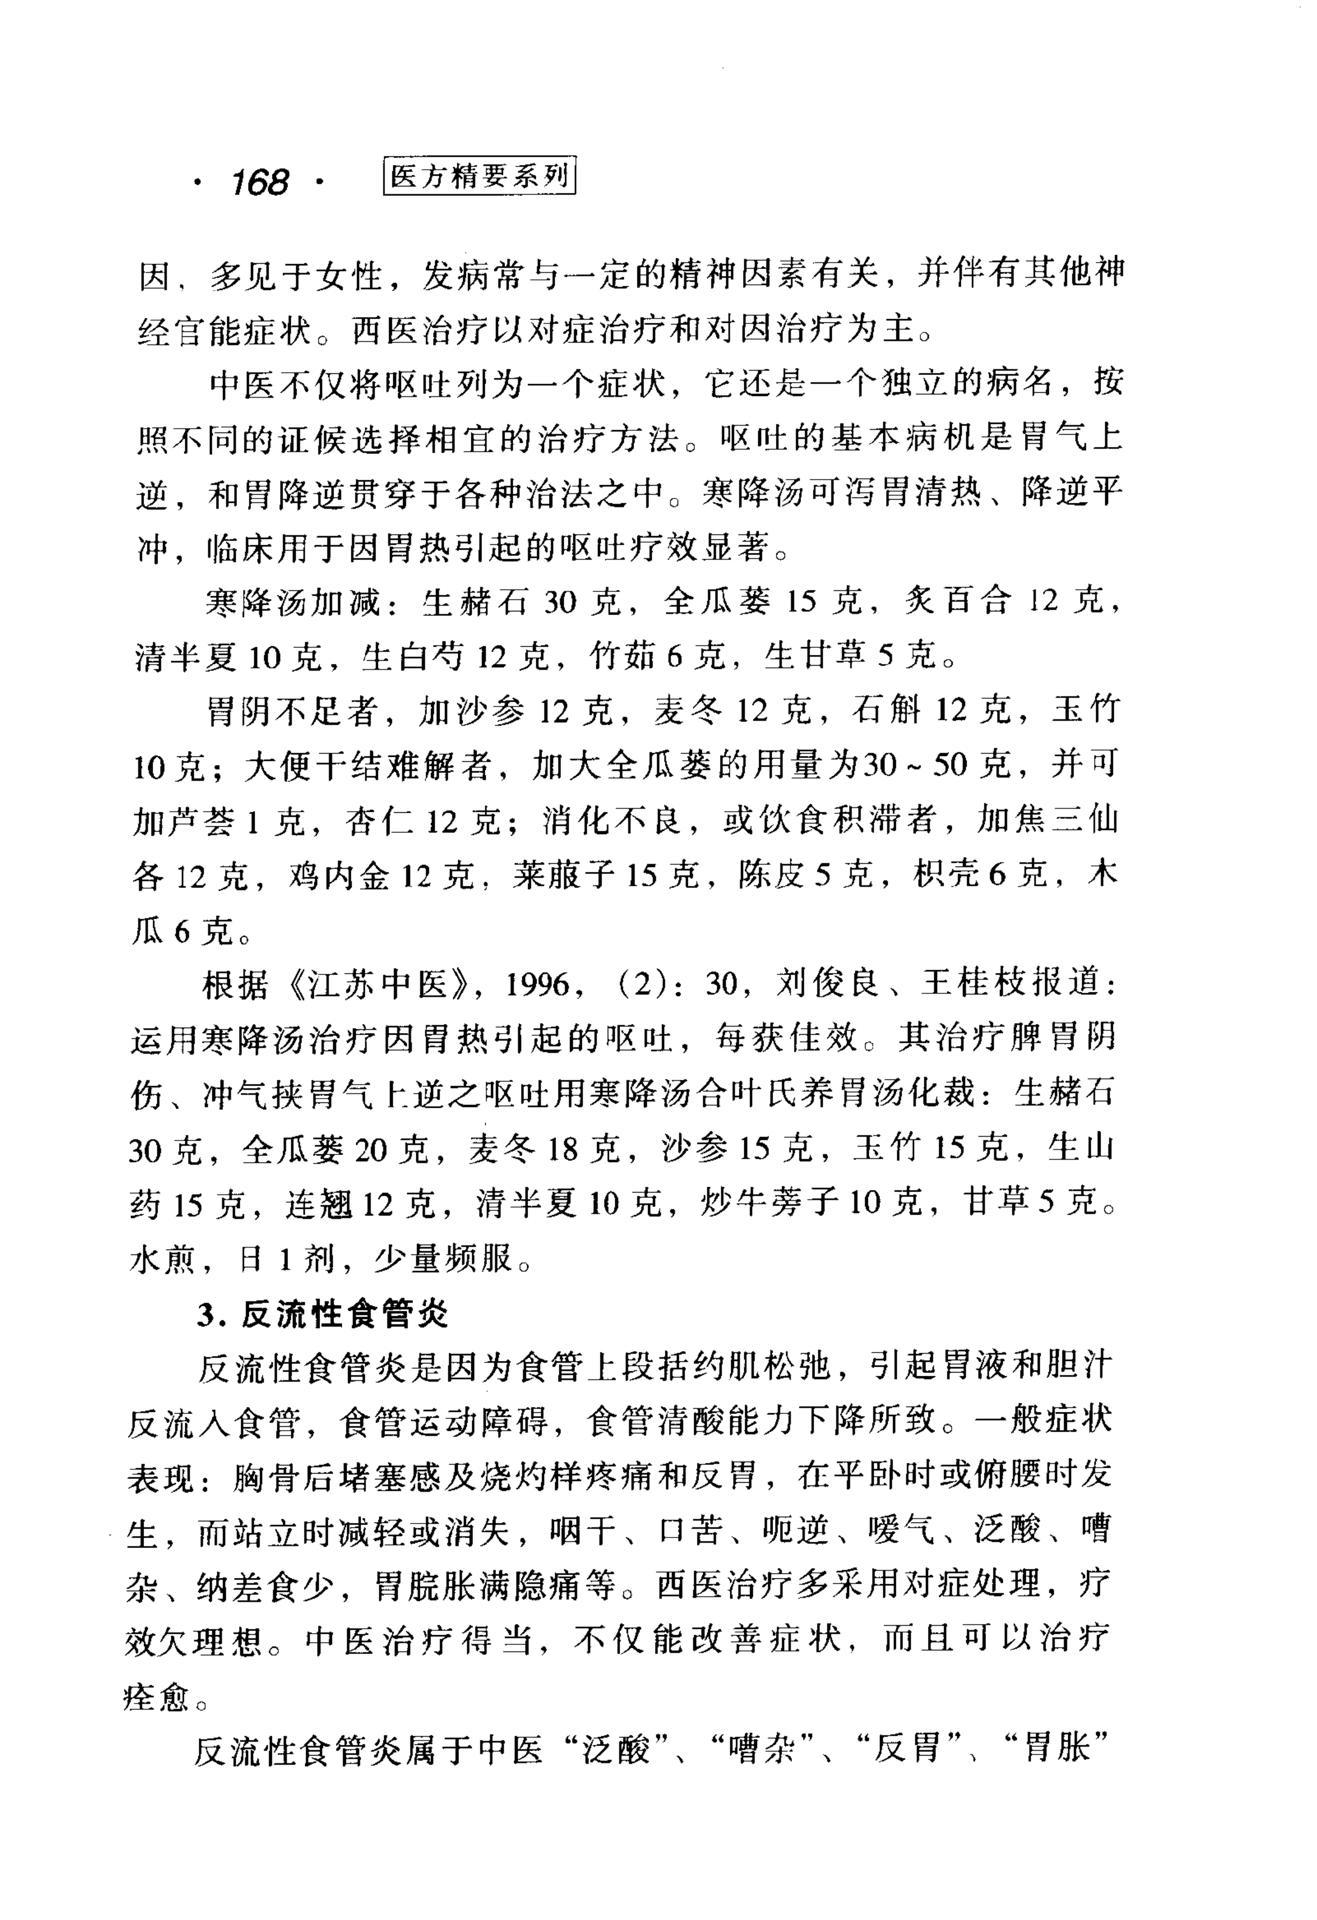 · 168 · 医方精要系列
因，多见于女性，发病常与一定的精神因素有关，并伴有其他神
经官能症状。西医治疗以对症治疗和对因治疗为主。
中医不仅将呕吐列为一个症状，它还是一个独立的病名，按
照不同的证候选择相宜的治疗方法。呕吐的基本病机是胃气上
逆，和胃降逆贯穿于各种治法之中。寒降汤可泻胃清热、降逆平
冲，临床用于因胃热引起的呕吐疗效显著。
寒降汤加减：生赭石 30 克，全瓜蒌 15 克，炙百合 12 克，
清半夏 10 克，生白芍 12 克，竹茹 6 克，生甘草 5 克。
胃阴不足者，加沙参 12 克，麦冬 12 克，石斛 12 克，玉竹
10 克；大便干结难解者，加大全瓜蒌的用量为30～50 克，并可
加芦荟 1 克，杏仁 12 克；消化不良，或饮食积滞者，加焦三仙
各 12 克，鸡内金 12 克，莱菔子 15 克，陈皮 5 克，枳壳 6 克，木
瓜 6 克。
根据《江苏中医》，1996，（2）：30，刘俊良、王桂枝报道：
运用寒降汤治疗因胃热引起的呕吐，每获佳效。其治疗脾胃阴
伤、冲气挟胃气上逆之呕吐用寒降汤合叶氏养胃汤化裁：生赭石
30 克，全瓜蒌 20 克，麦冬 18 克，沙参 15 克，玉竹 15 克，生山
药 15 克，连翘 12 克，清半夏 10 克，炒牛蒡子 10 克，甘草 5 克。
水煎，日 1 剂，少量频服。
3. 反流性食管炎
反流性食管炎是因为食管上段括约肌松弛，引起胃液和胆汁
反流入食管，食管运动障碍，食管清酸能力下降所致。一般症状
表现：胸骨后堵塞感及烧灼样疼痛和反胃，在平卧时或俯腰时发
生，而站立时减轻或消失，咽干、口苦、呃逆、嗳气、泛酸、嘈
杂、纳差食少，胃脘胀满隐痛等。西医治疗多采用对症处理，疗
效欠理想。中医治疗得当，不仅能改善症状，而且可以治疗
痊愈。
反流性食管炎属于中医“泛酸”、“嘈杂”、“反胃”、“胃胀”